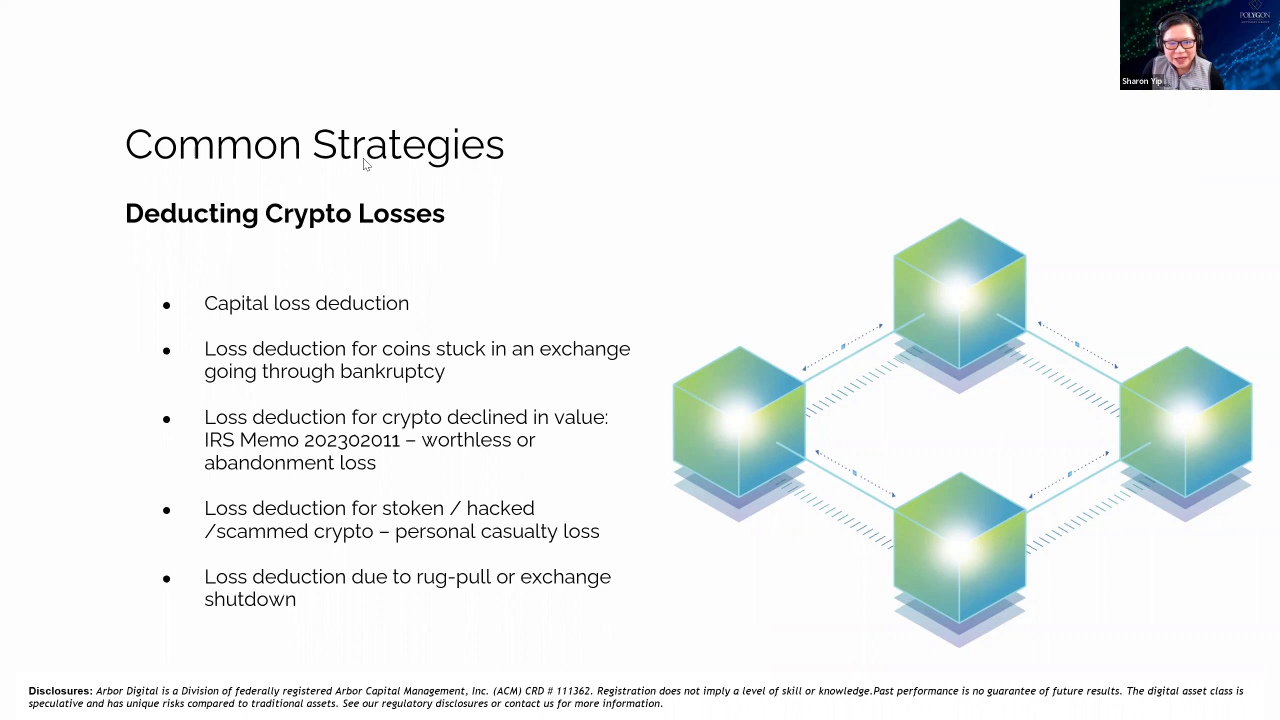 POLYGON
Sharon Yip
Common Strategies
Deducting Crypto Losses
● Capital loss deduction
● Loss deduction for coins stuck in an exchange
going through bankruptcy
● Loss deduction for crypto declined in value:
IRS Memo 202302011 – worthless or
abandonment loss
● Loss deduction for stoken / hacked
/scammed crypto – personal casualty loss
● Loss deduction due to rug-pull or exchange
shutdown
Disclosures: Arbor Digital is a Division of federally registered Arbor Capital Management, Inc. (ACM) CRD # 111362. Registration does not imply a level of skill or knowledge.Past performance is no guarantee of future results. The digital asset class is
speculative and has unique risks compared to traditional assets. See our regulatory disclosures or contact us for more information.